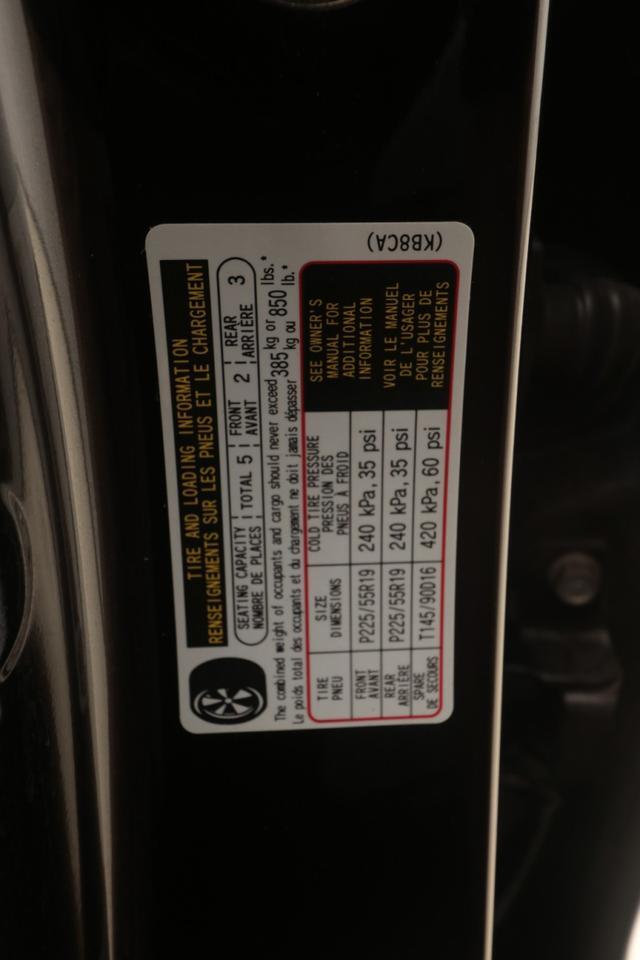 TIRE AND LOADING INFORMATION
RENSEIGNEMENTS SUR LES PNEUS ET LE CHARGEMENT
SEATING CAPACITY TOTAL 5 FRONT 2 REAR 3
NOMBRE DE PLACES AVANT ARRIÈRE
The combined weight of occupants and cargo should never exceed 385 kg or 850 lbs.*
Le poids total des occupants et du chargement ne doit jamais dépasser kg ou lb.*
TIRE SIZE COLD TIRE PRESSURE
PNEU DIMENSIONS PRESSION DES
PNEUS À FROID
FRONT P225/55R19 240 kPa, 35 psi
AVANT
REAR P225/55R19 240 kPa, 35 psi
ARRIÈRE
SPARE T145/90D16 420 kPa, 60 psi
DE SECOURS
SEE OWNER'S
MANUAL FOR
ADDITIONAL
INFORMATION
VOIR LE MANUEL
DE L'USAGER
POUR PLUS DE
RENSEIGNEMENTS
(KB8CA)